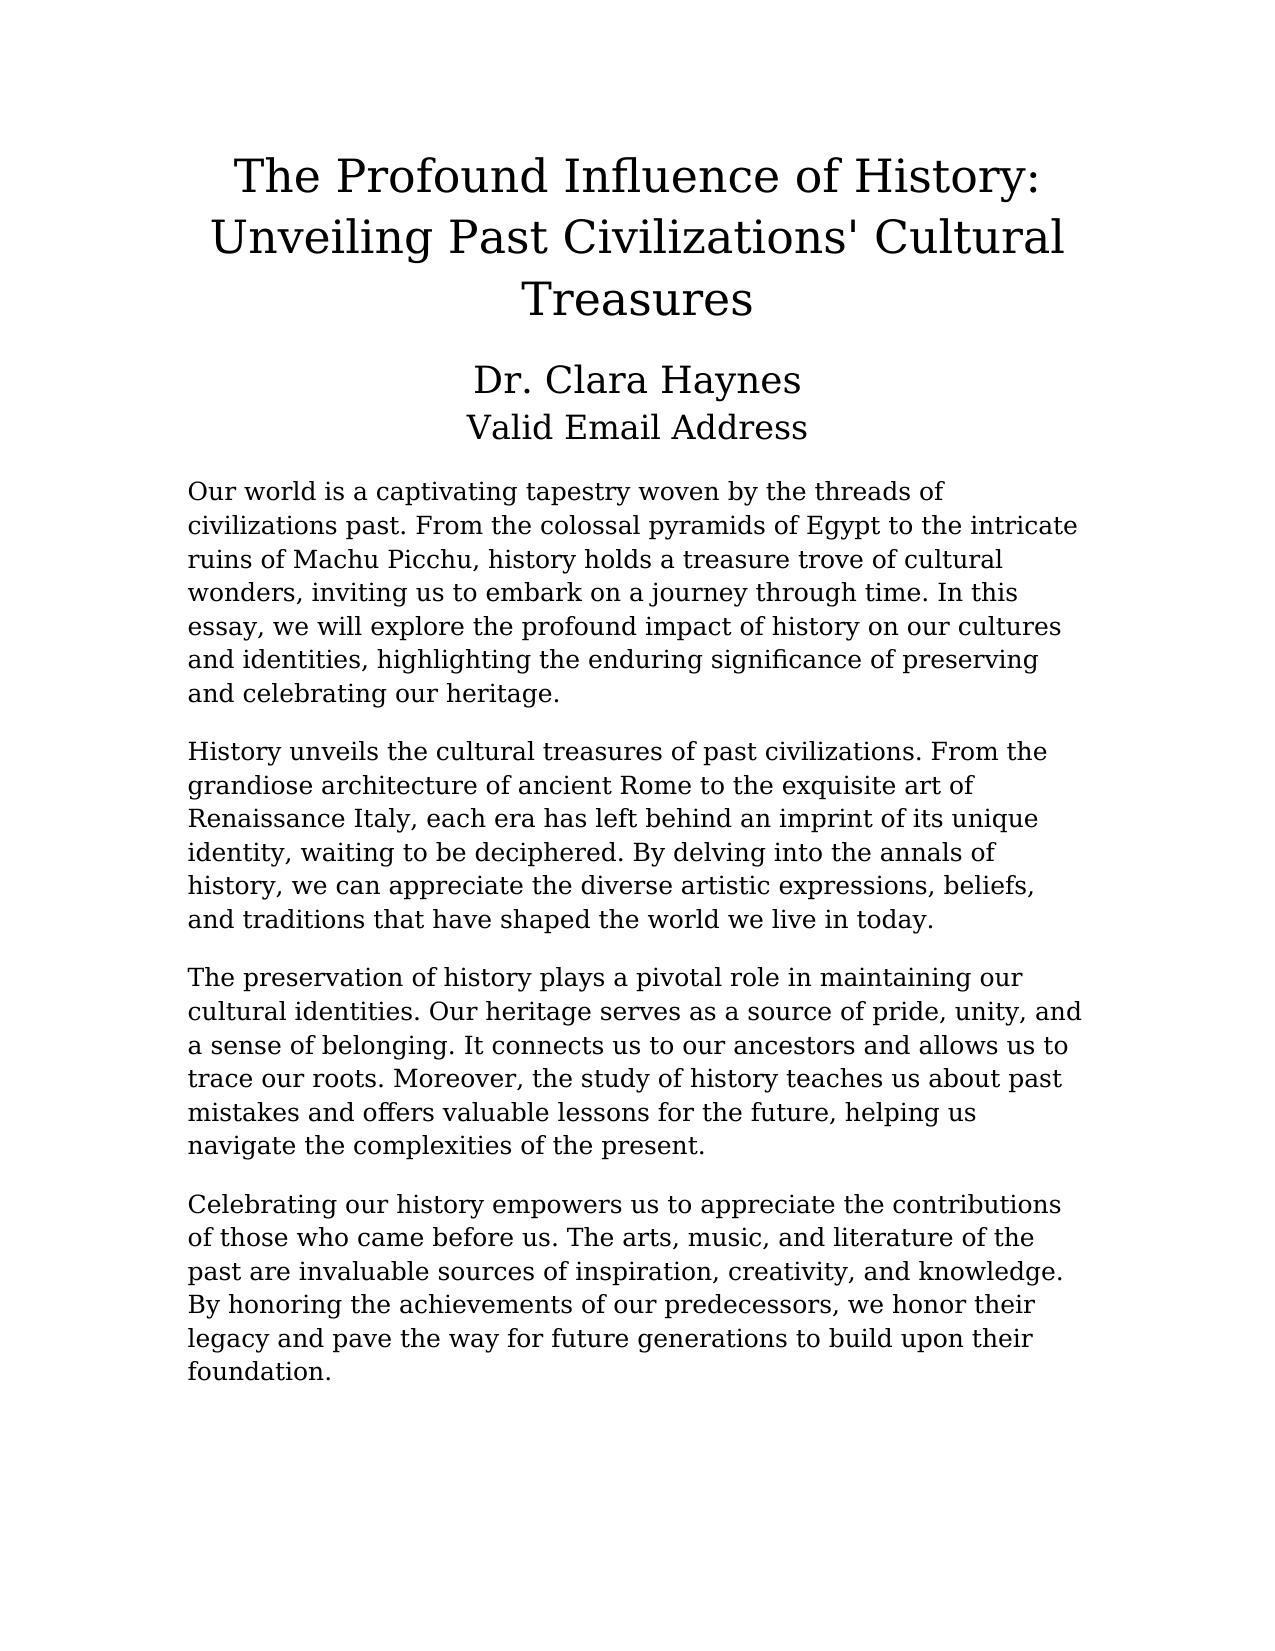 The Profound Influence of History:
Unveiling Past Civilizations' Cultural
Treasures
Dr. Clara Haynes
Valid Email Address
Our world is a captivating tapestry woven by the threads of
civilizations past. From the colossal pyramids of Egypt to the intricate
ruins of Machu Picchu, history holds a treasure trove of cultural
wonders, inviting us to embark on a journey through time. In this
essay, we will explore the profound impact of history on our cultures
and identities, highlighting the enduring significance of preserving
and celebrating our heritage.
History unveils the cultural treasures of past civilizations. From the
grandiose architecture of ancient Rome to the exquisite art of
Renaissance Italy, each era has left behind an imprint of its unique
identity, waiting to be deciphered. By delving into the annals of
history, we can appreciate the diverse artistic expressions, beliefs,
and traditions that have shaped the world we live in today.
The preservation of history plays a pivotal role in maintaining our
cultural identities. Our heritage serves as a source of pride, unity, and
a sense of belonging. It connects us to our ancestors and allows us to
trace our roots. Moreover, the study of history teaches us about past
mistakes and offers valuable lessons for the future, helping us
navigate the complexities of the present.
Celebrating our history empowers us to appreciate the contributions
of those who came before us. The arts, music, and literature of the
past are invaluable sources of inspiration, creativity, and knowledge.
By honoring the achievements of our predecessors, we honor their
legacy and pave the way for future generations to build upon their
foundation.